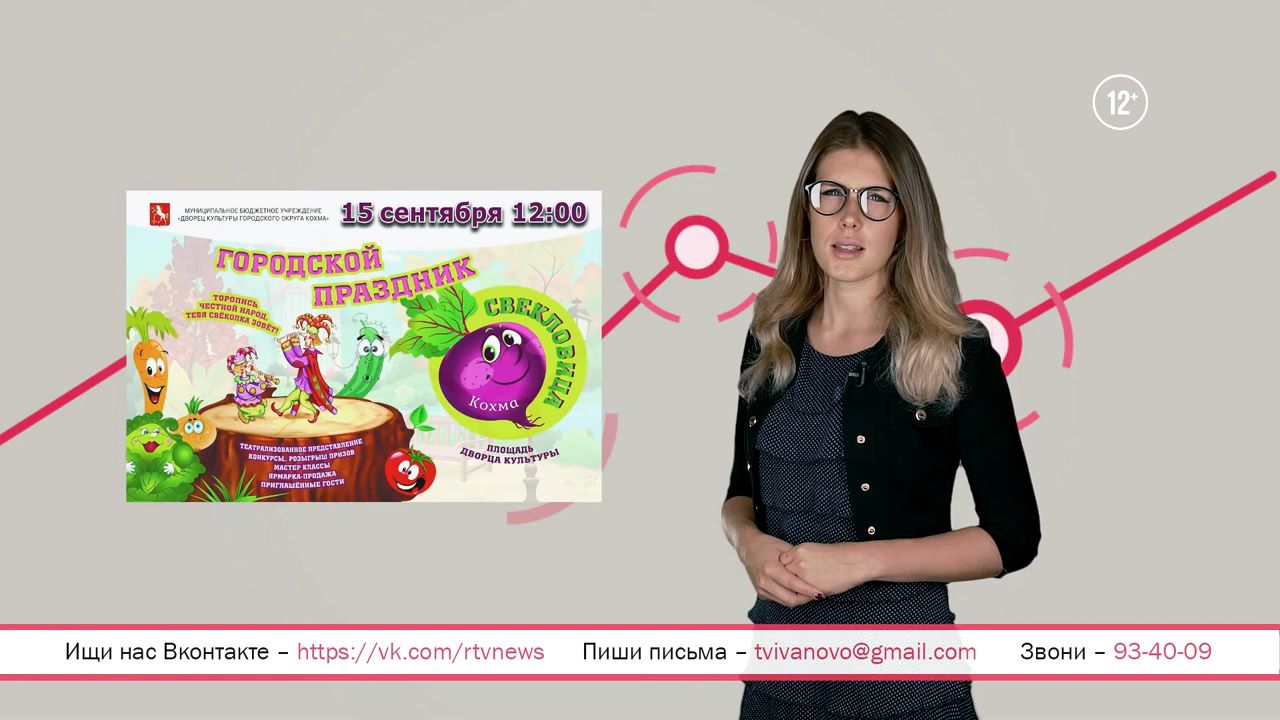 12+
МУНИЦИПАЛЬНОЕ БЮДЖЕТНОЕ УЧРЕЖДЕНИЕ
«ДВОРЕЦ КУЛЬТУРЫ ГОРОДСКОГО ОКРУГА КОХМА»
15 сентября 12:00
ГОРОДСКОЙ
ПРАЗДНИК
ТОРОПИСЬ
ЧЕСТНОЙ НАРОД,
ТЕБЯ СВЁКОЛКА ЗОВЁТ!
СВЕКЛОВИЦА
Кохма
ПЛОЩАДЬ
ДВОРЦА КУЛЬТУРЫ
ТЕАТРАЛИЗОВАННОЕ ПРЕДСТАВЛЕНИЕ
КОНКУРСЫ, РОЗЫГРЫШ ПРИЗОВ
МАСТЕР КЛАССЫ
ЯРМАРКА-ПРОДАЖА
ПРИГЛАШЁННЫЕ ГОСТИ
Ищи нас Вконтакте – https://vk.com/rtvnews Пиши письма – tvivanovo@gmail.com Звони – 93-40-09